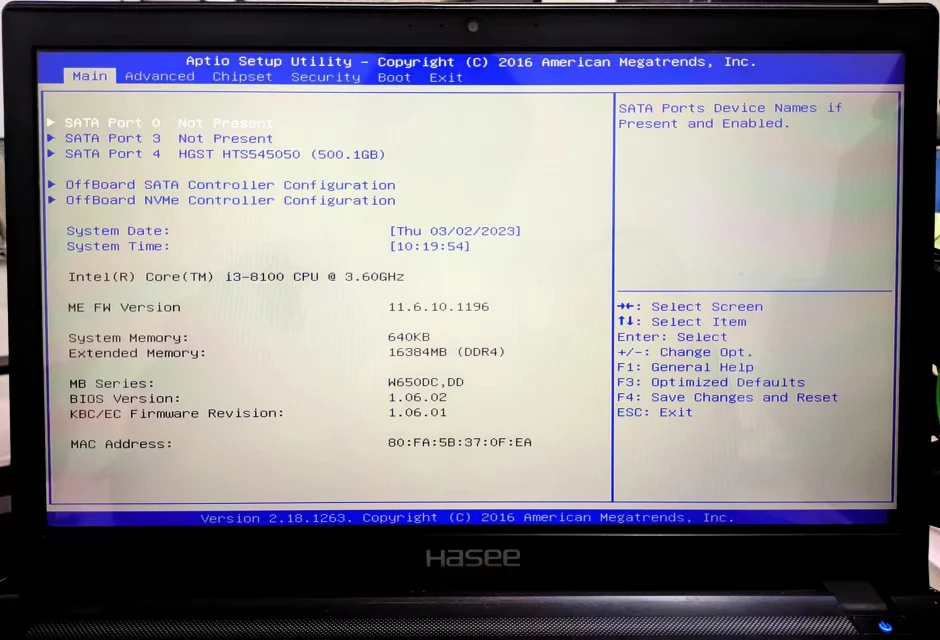 Aptio Setup Utility – Copyright (C) 2016 American Megatrends, Inc.
Main Advanced Chipset Security Boot Exit
▶ SATA Port 0 Not Present
▶ SATA Port 3 Not Present
▶ SATA Port 4 HGST HTS545050 (500.1GB)
▶ OffBoard SATA Controller Configuration
▶ OffBoard NVMe Controller Configuration
System Date: [Thu 03/02/2023]
System Time: [10:19:54]
Intel(R) Core(TM) i3-8100 CPU @ 3.60GHz
ME FW Version 11.6.10.1196
System Memory: 640KB
Extended Memory: 16384MB (DDR4)
MB Series: W650DC,DD
BIOS Version: 1.06.02
KBC/EC Firmware Revision: 1.06.01
MAC Address: 80:FA:5B:37:0F:EA
SATA Ports Device Names if
Present and Enabled.
→←: Select Screen
↑↓: Select Item
Enter: Select
+/-: Change Opt.
F1: General Help
F3: Optimized Defaults
F4: Save Changes and Reset
ESC: Exit
Version 2.18.1263. Copyright (C) 2016 American Megatrends, Inc.
Hasee